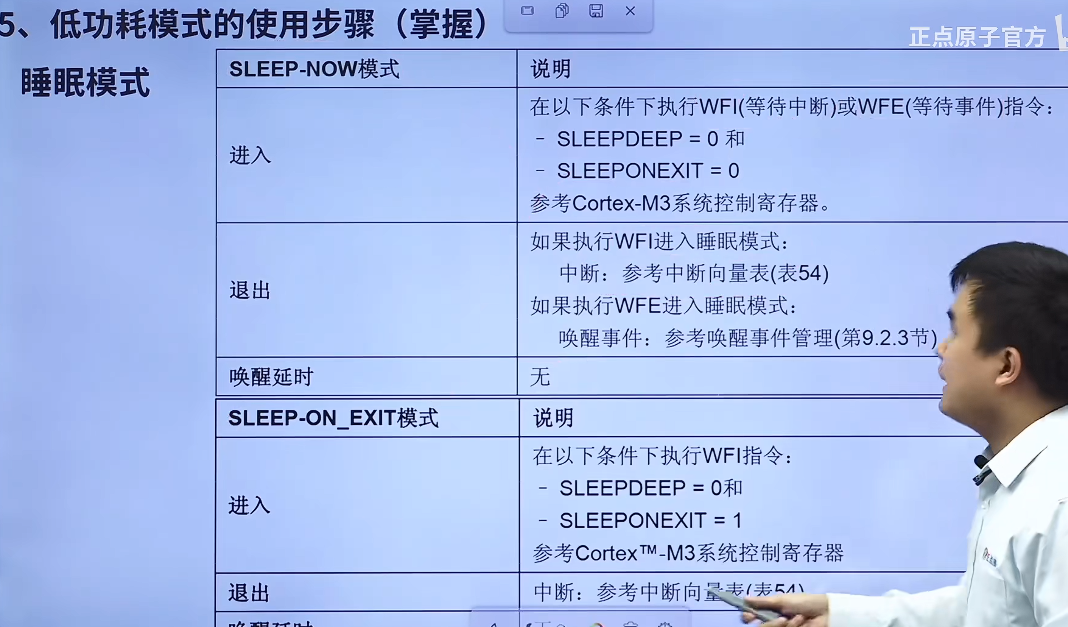 5、低功耗模式的使用步骤（掌握）
正点原子官方
睡眠模式
SLEEP-NOW模式
说明
进入
在以下条件下执行WFI(等待中断)或WFE(等待事件)指令：
- SLEEPDEEP = 0 和
- SLEEPONEXIT = 0
参考Cortex-M3系统控制寄存器。
退出
如果执行WFI进入睡眠模式：
中断：参考中断向量表(表54)
如果执行WFE进入睡眠模式：
唤醒事件：参考唤醒事件管理(第9.2.3节)
唤醒延时
无
SLEEP-ON_EXIT模式
说明
进入
在以下条件下执行WFI指令：
- SLEEPDEEP = 0和
- SLEEPONEXIT = 1
参考Cortex™-M3系统控制寄存器
退出
中断：参考中断向量表(表54)
唤醒延时